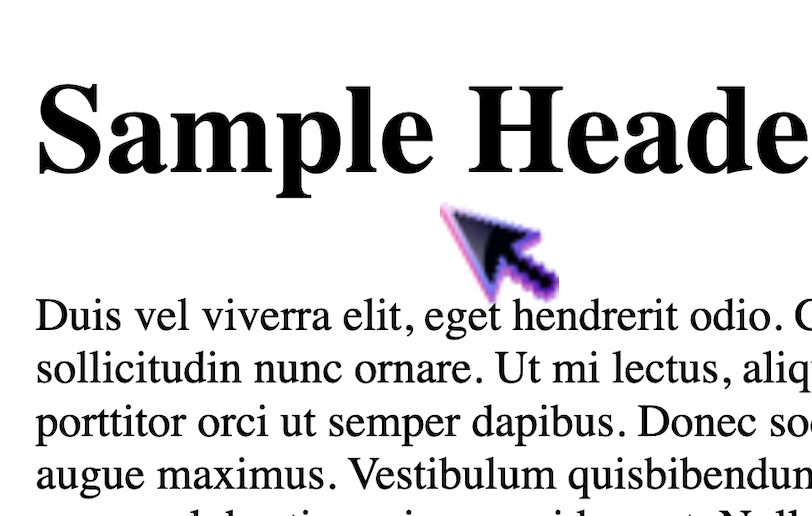 Sample Heade
Duis vel viverra elit, eget hendrerit odio. C
sollicitudin nunc ornare. Ut mi lectus, aliq
porttitor orci ut semper dapibus. Donec so
augue maximus. Vestibulum quisbibendun